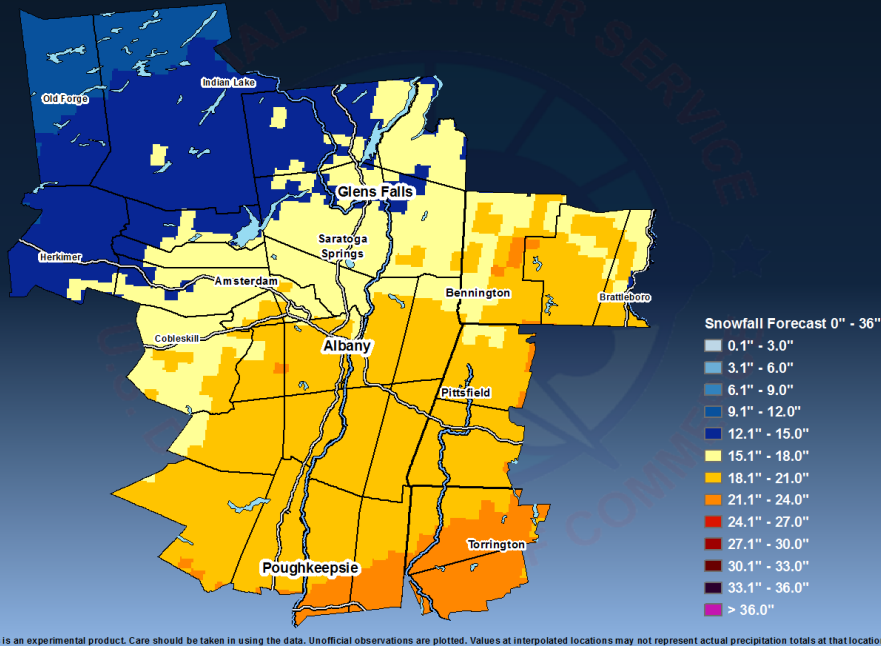 AL WEATHER SERVICE
Old Forge
Indian Lake
Glens Falls
Saratoga
Springs
Herkimer
Amsterdam
Bennington
Brattleboro
Cobleskill
Albany
Pittsfield
Torrington
Poughkeepsie
Snowfall Forecast 0" - 36"
0.1" - 3.0"
3.1" - 6.0"
6.1" - 9.0"
9.1" - 12.0"
12.1" - 15.0"
15.1" - 18.0"
18.1" - 21.0"
21.1" - 24.0"
24.1" - 27.0"
27.1" - 30.0"
30.1" - 33.0"
33.1" - 36.0"
> 36.0"
COMME
is an experimental product. Care should be taken in using the data. Unofficial observations are plotted. Values at interpolated locations may not represent actual precipitation totals at that locatio